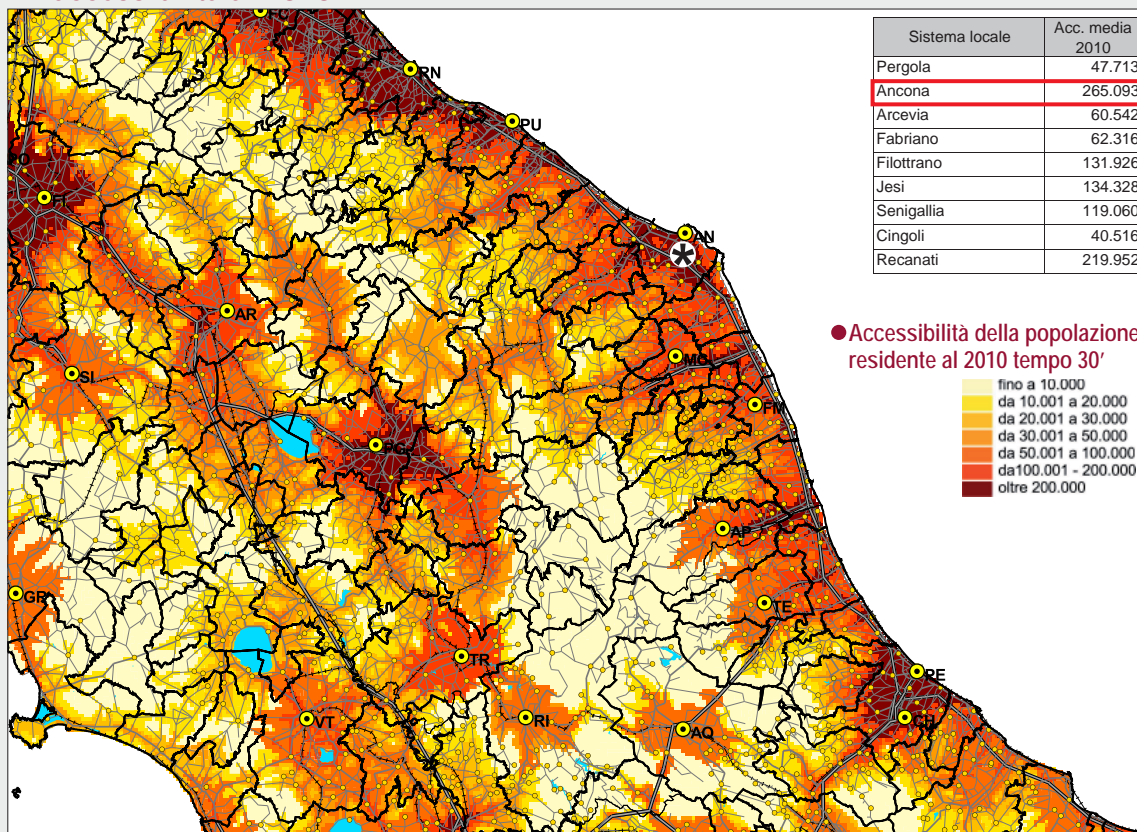 Sistema locale
Acc. media 2010
Pergola 47.713
Ancona 265.093
Arcevia 60.542
Fabriano 62.316
Filottrano 131.926
Jesi 134.328
Senigallia 119.060
Cingoli 40.516
Recanati 219.952
RN
PU
FI
AN
*
AR
MC
SI
FM
PG
AP
GR
TE
TR
PE
VT
RI
AQ
CH
●Accessibilità della popolazione
residente al 2010 tempo 30'
fino a 10.000
da 10.001 a 20.000
da 20.001 a 30.000
da 30.001 a 50.000
da 50.001 a 100.000
da100.001 - 200.000
oltre 200.000